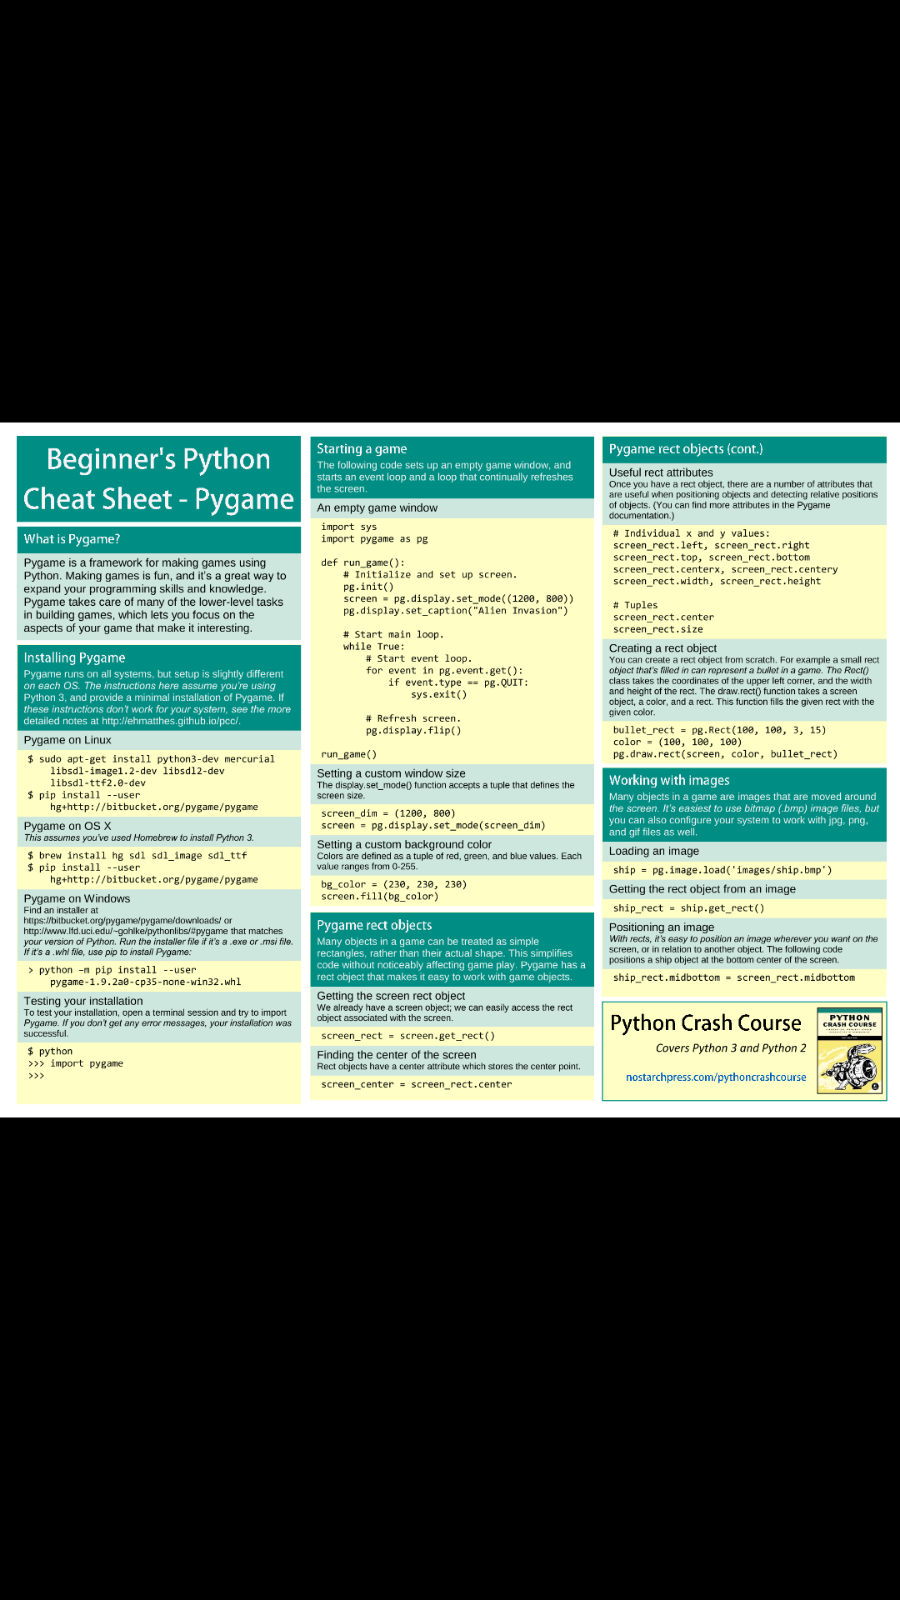 Beginner's Python
Cheat Sheet - Pygame
What is Pygame?
Pygame is a framework for making games using
Python. Making games is fun, and it's a great way to
expand your programming skills and knowledge.
Pygame takes care of many of the lower-level tasks
in building games, which lets you focus on the
aspects of your game that make it interesting.
Installing Pygame
Pygame runs on all systems, but setup is slightly different
on each OS. The instructions here assume you're using
Python 3, and provide a minimal installation of Pygame. If
these instructions don't work for your system, see the more
detailed notes at http://ehmatthes.github.io/pcc/.
Pygame on Linux
$ sudo apt-get install python3-dev mercurial
libsdl-image1.2-dev libsdl2-dev
libsdl-ttf2.0-dev
$ pip install --user
hg+http://bitbucket.org/pygame/pygame
Pygame on OS X
This assumes you've used Homebrew to install Python 3.
$ brew install hg sdl sdl_image sdl_ttf
$ pip install --user
hg+http://bitbucket.org/pygame/pygame
Pygame on Windows
Find an installer at
https://bitbucket.org/pygame/pygame/downloads/ or
http://www.lfd.uci.edu/~gohlke/pythonlibs/#pygame that matches
your version of Python. Run the installer file if it's a .exe or .msi file.
If it's a .whl file, use pip to install Pygame:
> python –m pip install --user
pygame-1.9.2a0-cp35-none-win32.whl
Testing your installation
To test your installation, open a terminal session and try to import
Pygame. If you don't get any error messages, your installation was
successful.
$ python
>>> import pygame
>>>
Starting a game
The following code sets up an empty game window, and
starts an event loop and a loop that continually refreshes
the screen.
An empty game window
import sys
import pygame as pg
def run_game():
# Initialize and set up screen.
pg.init()
screen = pg.display.set_mode((1200, 800))
pg.display.set_caption("Alien Invasion")
# Start main loop.
while True:
# Start event loop.
for event in pg.event.get():
if event.type == pg.QUIT:
sys.exit()
# Refresh screen.
pg.display.flip()
run_game()
Setting a custom window size
The display.set_mode() function accepts a tuple that defines the
screen size.
screen_dim = (1200, 800)
screen = pg.display.set_mode(screen_dim)
Setting a custom background color
Colors are defined as a tuple of red, green, and blue values. Each
value ranges from 0-255.
bg_color = (230, 230, 230)
screen.fill(bg_color)
Pygame rect objects
Many objects in a game can be treated as simple
rectangles, rather than their actual shape. This simplifies
code without noticeably affecting game play. Pygame has a
rect object that makes it easy to work with game objects.
Getting the screen rect object
We already have a screen object; we can easily access the rect
object associated with the screen.
screen_rect = screen.get_rect()
Finding the center of the screen
Rect objects have a center attribute which stores the center point.
screen_center = screen_rect.center
Pygame rect objects (cont.)
Useful rect attributes
Once you have a rect object, there are a number of attributes that
are useful when positioning objects and detecting relative positions
of objects. (You can find more attributes in the Pygame
documentation.)
# Individual x and y values:
screen_rect.left, screen_rect.right
screen_rect.top, screen_rect.bottom
screen_rect.centerx, screen_rect.centery
screen_rect.width, screen_rect.height
# Tuples
screen_rect.center
screen_rect.size
Creating a rect object
You can create a rect object from scratch. For example a small rect
object that's filled in can represent a bullet in a game. The Rect()
class takes the coordinates of the upper left corner, and the width
and height of the rect. The draw.rect() function takes a screen
object, a color, and a rect. This function fills the given rect with the
given color.
bullet_rect = pg.Rect(100, 100, 3, 15)
color = (100, 100, 100)
pg.draw.rect(screen, color, bullet_rect)
Working with images
Many objects in a game are images that are moved around
the screen. It's easiest to use bitmap (.bmp) image files, but
you can also configure your system to work with jpg, png,
and gif files as well.
Loading an image
ship = pg.image.load('images/ship.bmp')
Getting the rect object from an image
ship_rect = ship.get_rect()
Positioning an image
With rects, it's easy to position an image wherever you want on the
screen, or in relation to another object. The following code
positions a ship object at the bottom center of the screen.
ship_rect.midbottom = screen_rect.midbottom
Python Crash Course
Covers Python 3 and Python 2
nostarchpress.com/pythoncrashcourse
PYTHON
CRASH COURSE